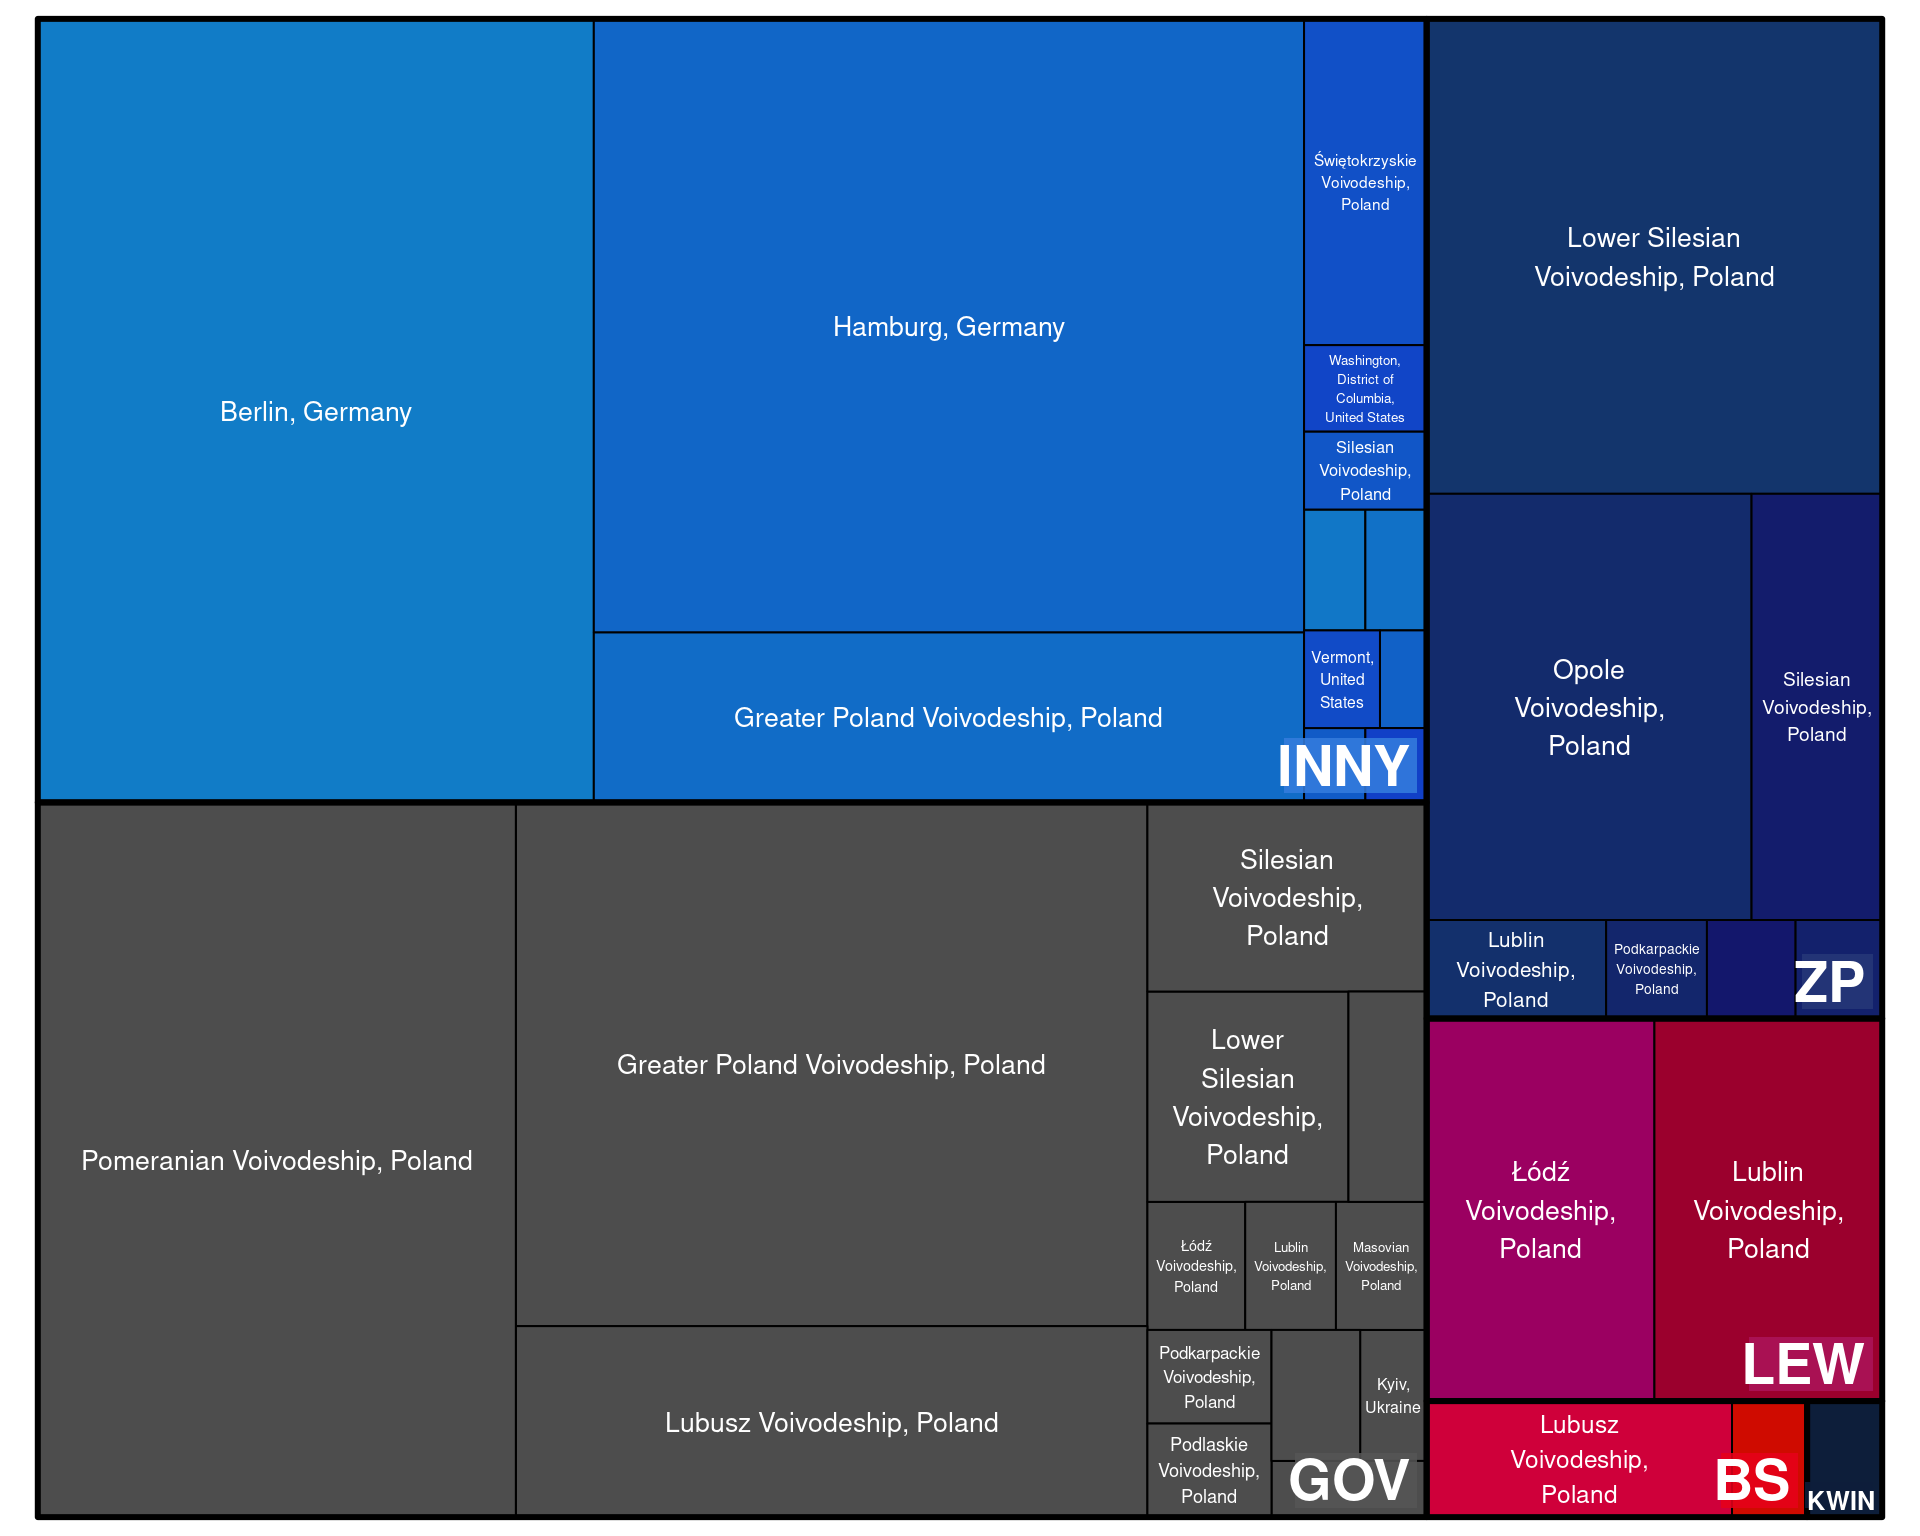 Berlin, Germany
Hamburg, Germany
Greater Poland Voivodeship, Poland
Świętokrzyskie
Voivodeship,
Poland
Washington,
District of
Columbia,
United States
Silesian
Voivodeship,
Poland
Vermont,
United
States
INNY
Pomeranian Voivodeship, Poland
Greater Poland Voivodeship, Poland
Lubusz Voivodeship, Poland
Silesian
Voivodeship,
Poland
Lower
Silesian
Voivodeship,
Poland
Łódź
Voivodeship,
Poland
Lublin
Voivodeship,
Poland
Masovian
Voivodeship,
Poland
Podkarpackie
Voivodeship,
Poland
Podlaskie
Voivodeship,
Poland
Kyiv,
Ukraine
GOV
Lower Silesian
Voivodeship, Poland
Opole
Voivodeship,
Poland
Silesian
Voivodeship,
Poland
Lublin
Voivodeship,
Poland
Podkarpackie
Voivodeship,
Poland
ZP
Łódź
Voivodeship,
Poland
Lublin
Voivodeship,
Poland
LEW
Lubusz
Voivodeship,
Poland
BS
KWIN